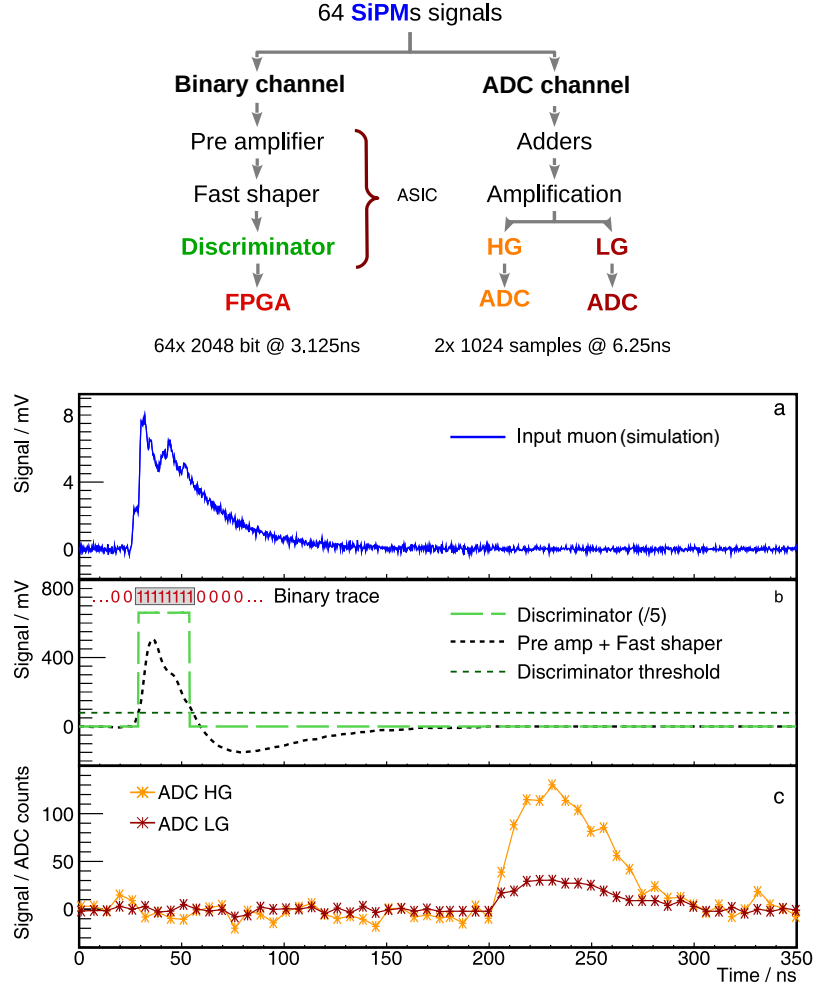 64 SiPMs signals
Binary channel
ADC channel
Pre amplifier
Adders
Fast shaper
ASIC
Amplification
Discriminator
HG
LG
FPGA
ADC
ADC
64x 2048 bit @ 3.125ns
2x 1024 samples @ 6.25ns
a
Signal / mV
8
4
0
Input muon (simulation)
b
Signal / mV
800
400
0
...00111111110000...
Binary trace
Discriminator (/5)
Pre amp + Fast shaper
Discriminator threshold
c
Signal / ADC counts
100
50
0
ADC HG
ADC LG
0 50 100 150 200 250 300 350
Time / ns